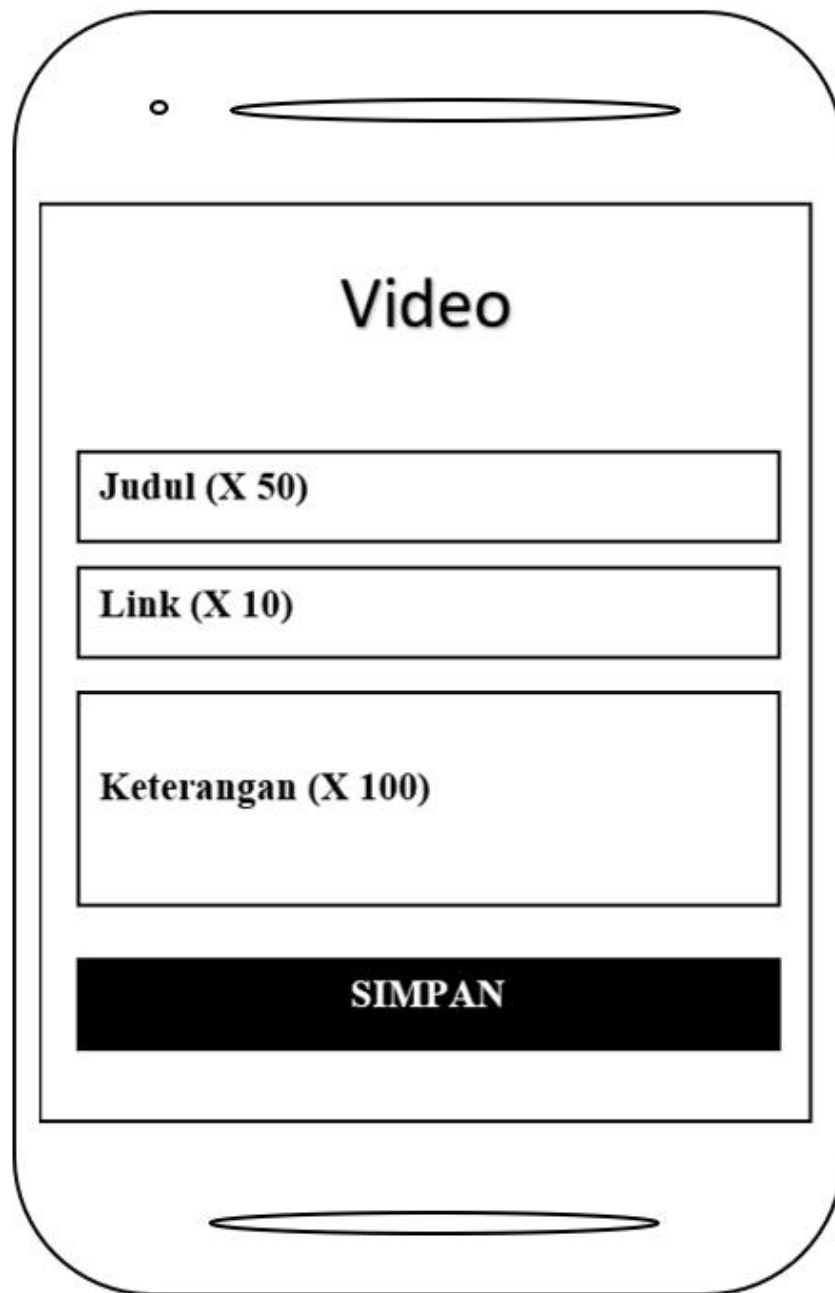 Video
Judul (X 50)
Link (X 10)
Keterangan (X 100)
SIMPAN